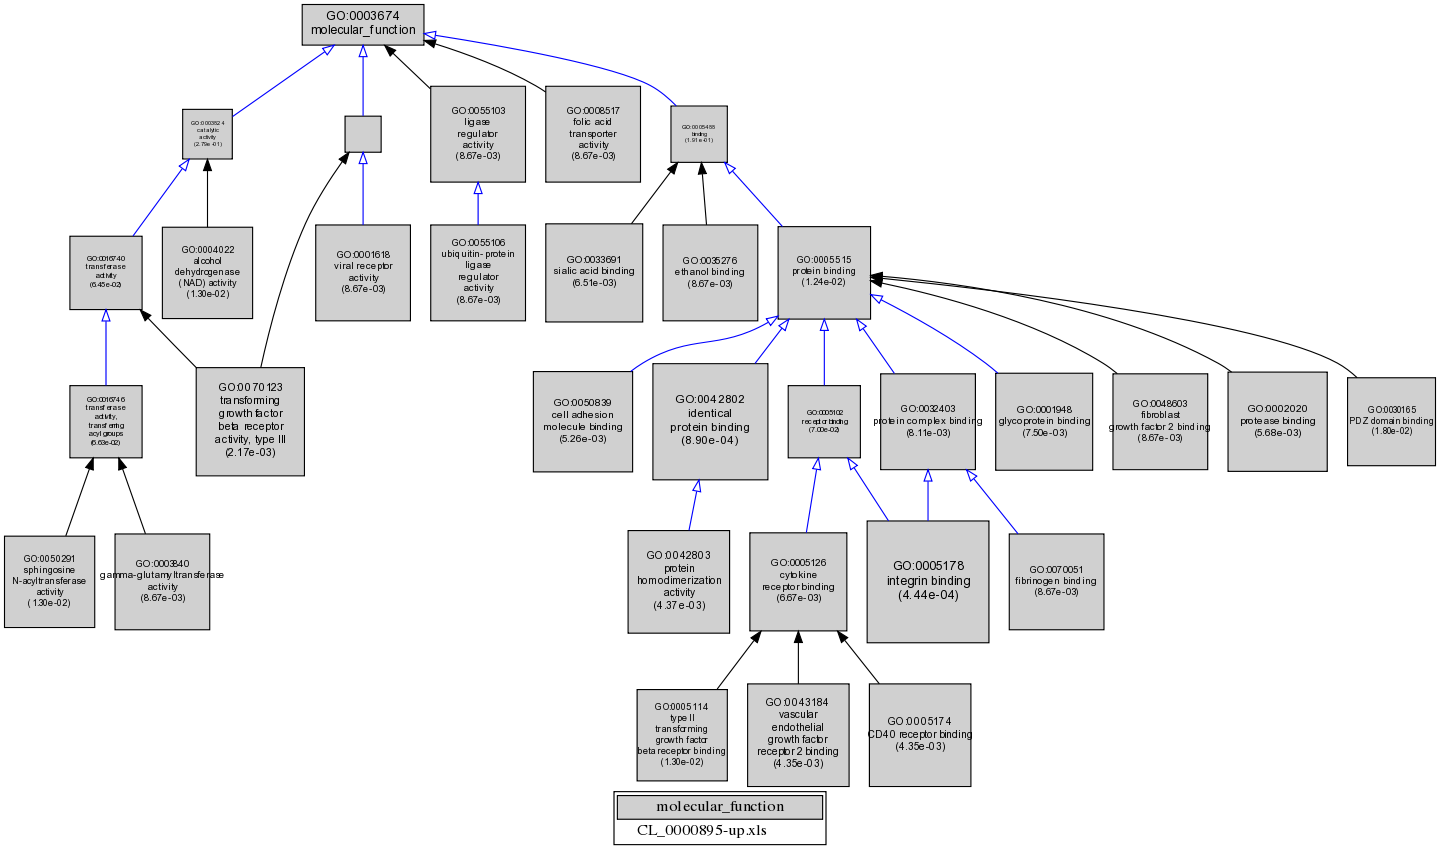 GO:0003674
molecular_function
GO:0003824
catalytic
activity
(2.79e-01)
GO:0055103
ligase
regulator
activity
(8.67e-03)
GO:0008517
folic acid
transporter
activity
(8.67e-03)
GO:0005488
binding
(1.91e-01)
GO:0016740
transferase
activity
(6.45e-02)
GO:0004022
alcohol
dehydrogenase
(NAD) activity
(1.30e-02)
GO:0001618
viral receptor
activity
(8.67e-03)
GO:0055106
ubiquitin-protein
ligase
regulator
activity
(8.67e-03)
GO:0033691
sialic acid binding
(6.51e-03)
GO:0035276
ethanol binding
(8.67e-03)
GO:0005515
protein binding
(1.24e-02)
GO:0016746
transferase
activity,
transferring
acyl groups
(6.63e-02)
GO:0070123
transforming
growth factor
beta receptor
activity, type III
(2.17e-03)
GO:0050839
cell adhesion
molecule binding
(5.26e-03)
GO:0042802
identical
protein binding
(8.90e-04)
GO:0005102
receptor binding
(7.00e-02)
GO:0032403
protein complex binding
(8.11e-03)
GO:0001948
glycoprotein binding
(7.50e-03)
GO:0048603
fibroblast
growth factor 2 binding
(8.67e-03)
GO:0002020
protease binding
(5.68e-03)
GO:0030165
PDZ domain binding
(1.80e-02)
GO:0050291
sphingosine
N-acyltransferase
activity
(1.30e-02)
GO:0003840
gamma-glutamyltransferase
activity
(8.67e-03)
GO:0042803
protein
homodimerization
activity
(4.37e-03)
GO:0005126
cytokine
receptor binding
(6.67e-03)
GO:0005178
integrin binding
(4.44e-04)
GO:0070051
fibrinogen binding
(8.67e-03)
GO:0005114
type II
transforming
growth factor
beta receptor binding
(1.30e-02)
GO:0043184
vascular
endothelial
growth factor
receptor 2 binding
(4.35e-03)
GO:0005174
CD40 receptor binding
(4.35e-03)
molecular_function
CL_0000895-up.xls